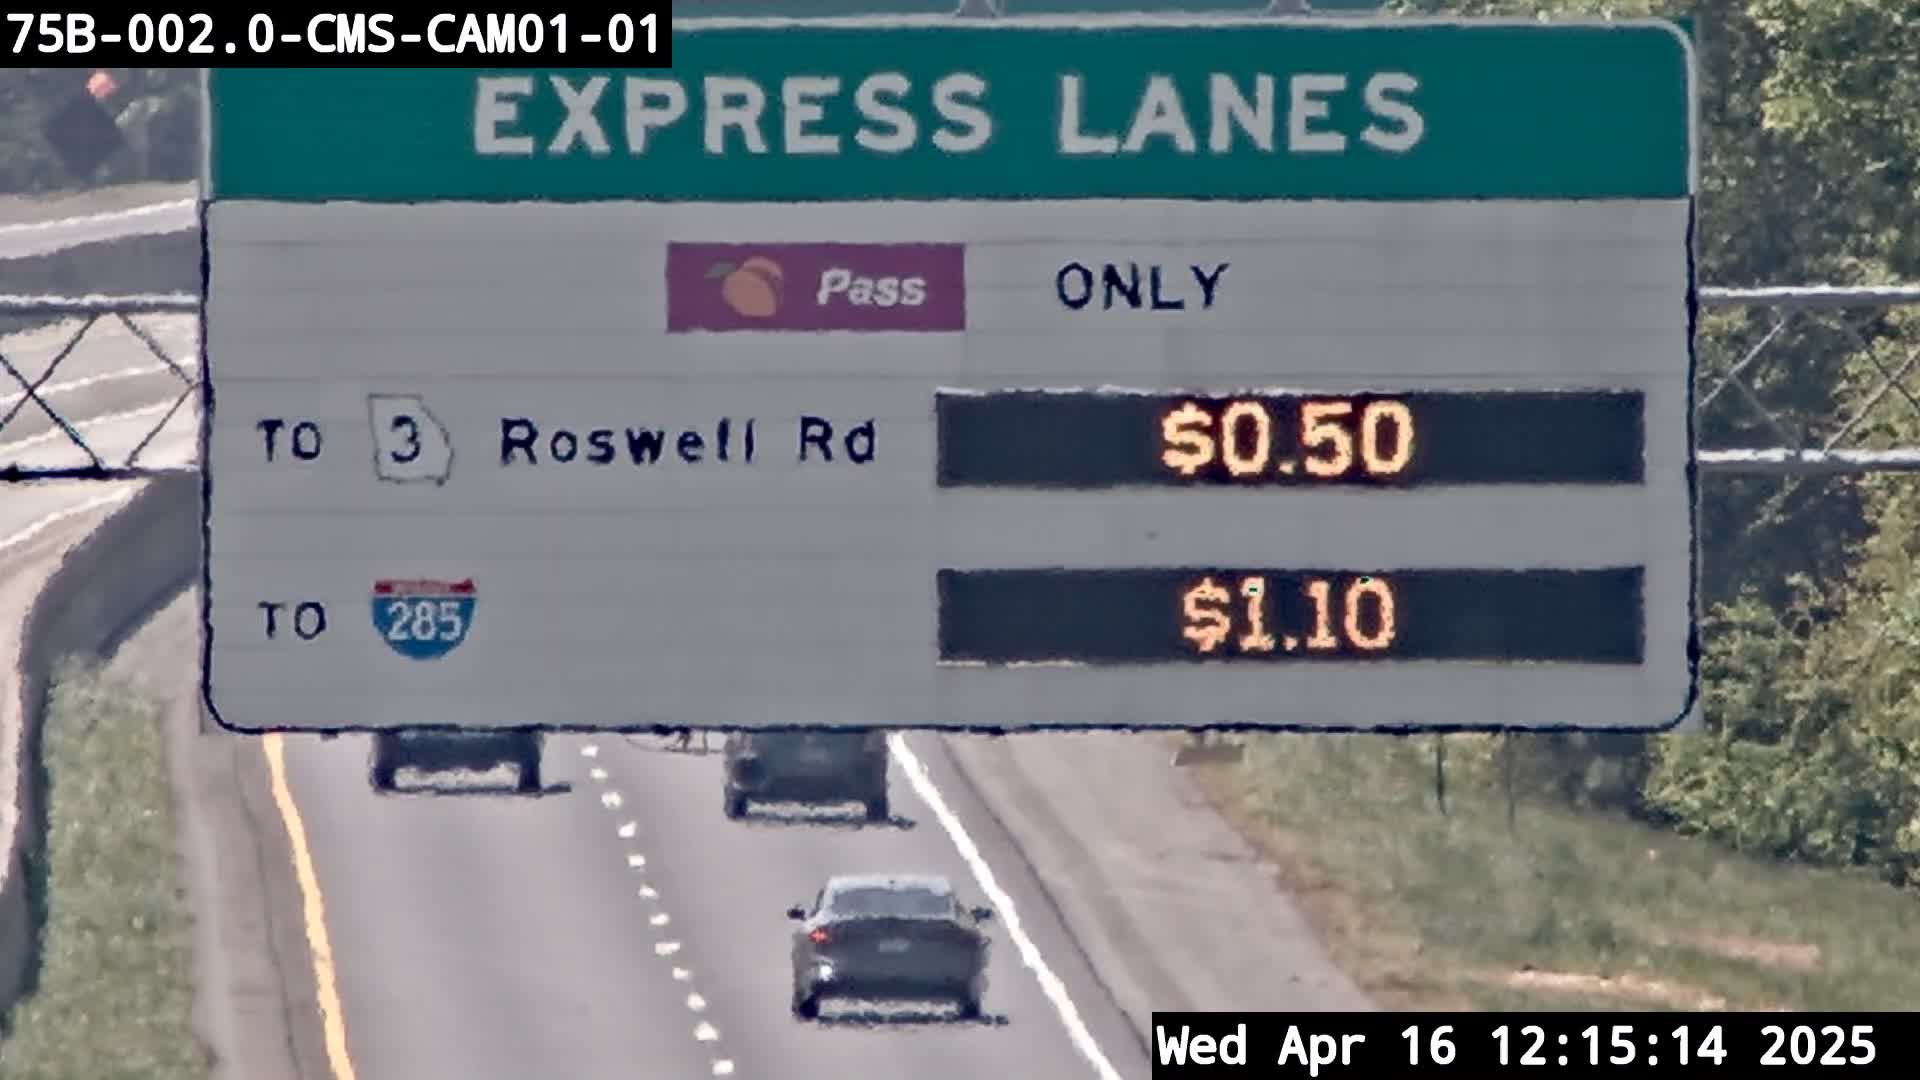 75B-002.0-CMS-CAM01-01
EXPRESS LANES
Pass ONLY
TO 3 Roswell Rd $0.50
TO 285 $1.10
Wed Apr 16 12:15:14 2025